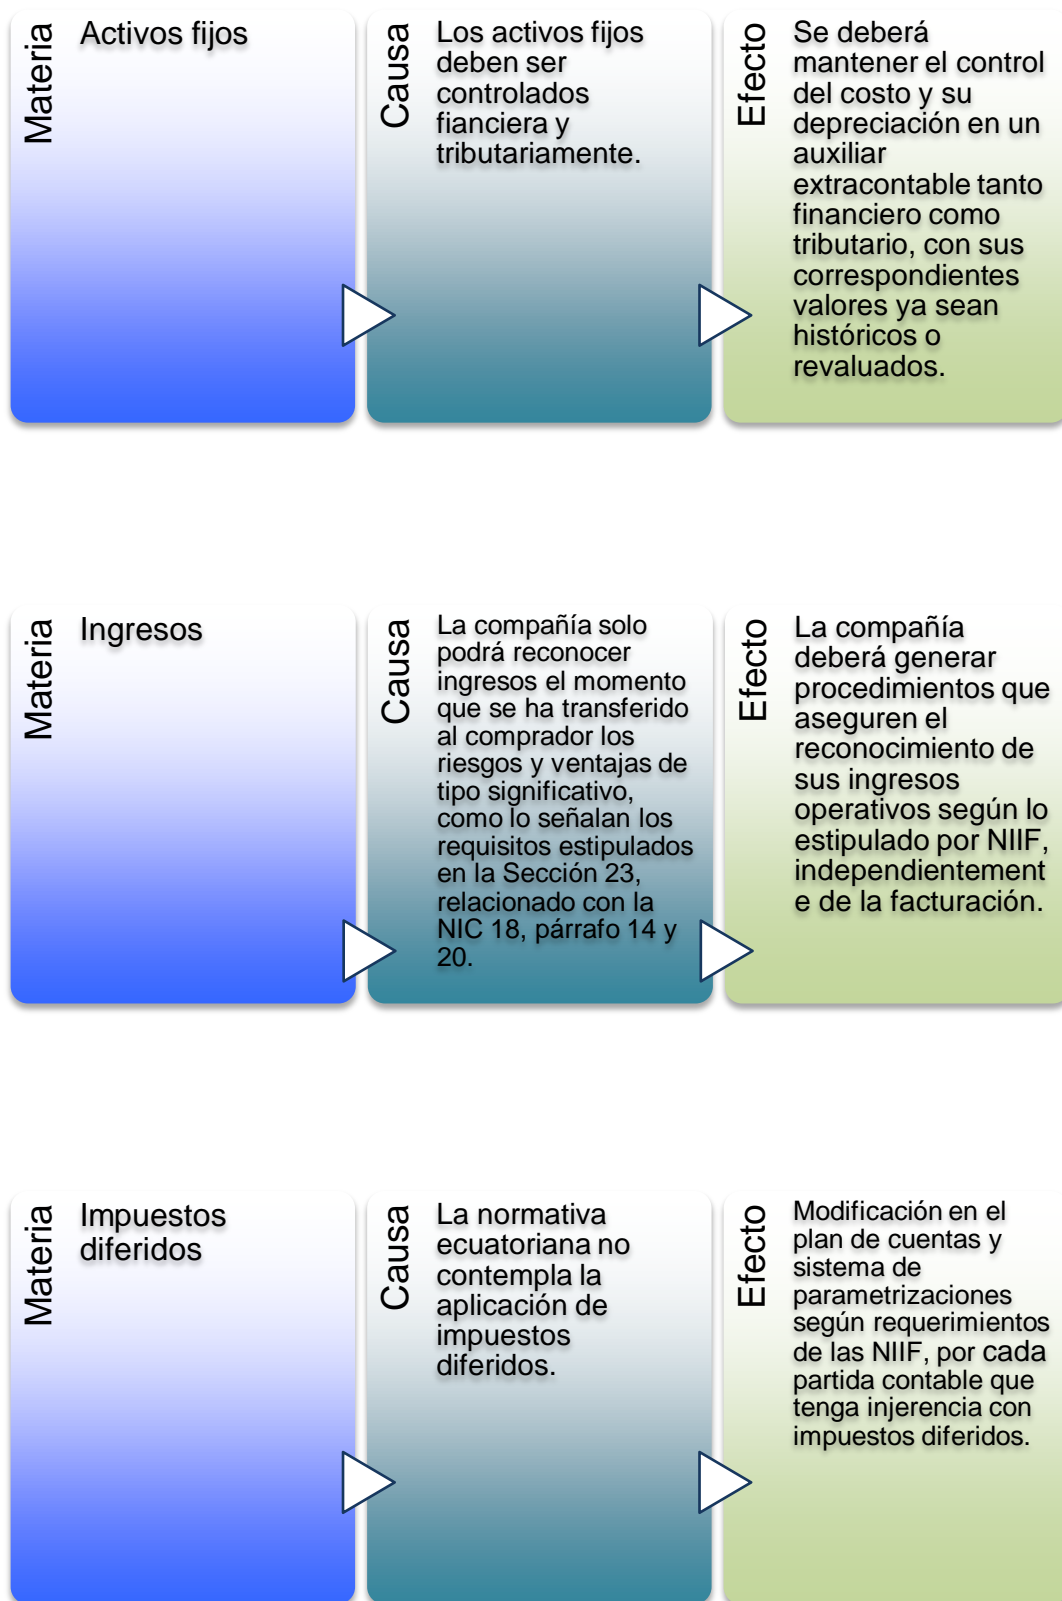 Materia
Activos fijos
Causa
Los activos fijos
deben ser
controlados
fianciera y
tributariamente.
Efecto
Se deberá
mantener el control
del costo y su
depreciación en un
auxiliar
extracontable tanto
financiero como
tributario, con sus
correspondientes
valores ya sean
históricos o
revaluados.
Materia
Ingresos
Causa
La compañía solo
podrá reconocer
ingresos el momento
que se ha transferido
al comprador los
riesgos y ventajas de
tipo significativo,
como lo señalan los
requisitos estipulados
en la Sección 23,
relacionado con la
NIC 18, párrafo 14 y
20.
Efecto
La compañía
deberá generar
procedimientos que
aseguren el
reconocimiento de
sus ingresos
operativos según lo
estipulado por NIIF,
independientement
e de la facturación.
Materia
Impuestos
diferidos
Causa
La normativa
ecuatoriana no
contempla la
aplicación de
impuestos
diferidos.
Efecto
Modificación en el
plan de cuentas y
sistema de
parametrizaciones
según requerimientos
de las NIIF, por cada
partida contable que
tenga injerencia con
impuestos diferidos.